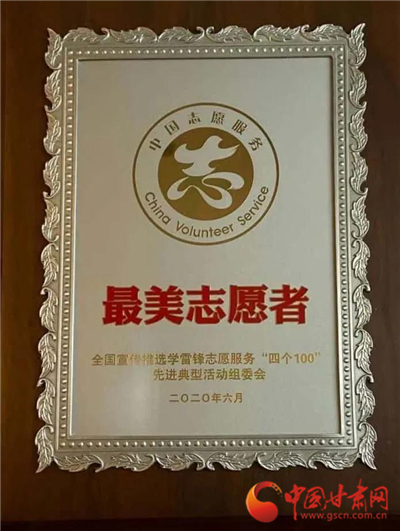 中国志愿服务
China Volunteer Service
最美志愿者
全国宣传推选学雷锋志愿服务“四个100”
先进典型活动组委会
二〇二〇年六月
中国甘肃网
www.gscn.com.cn